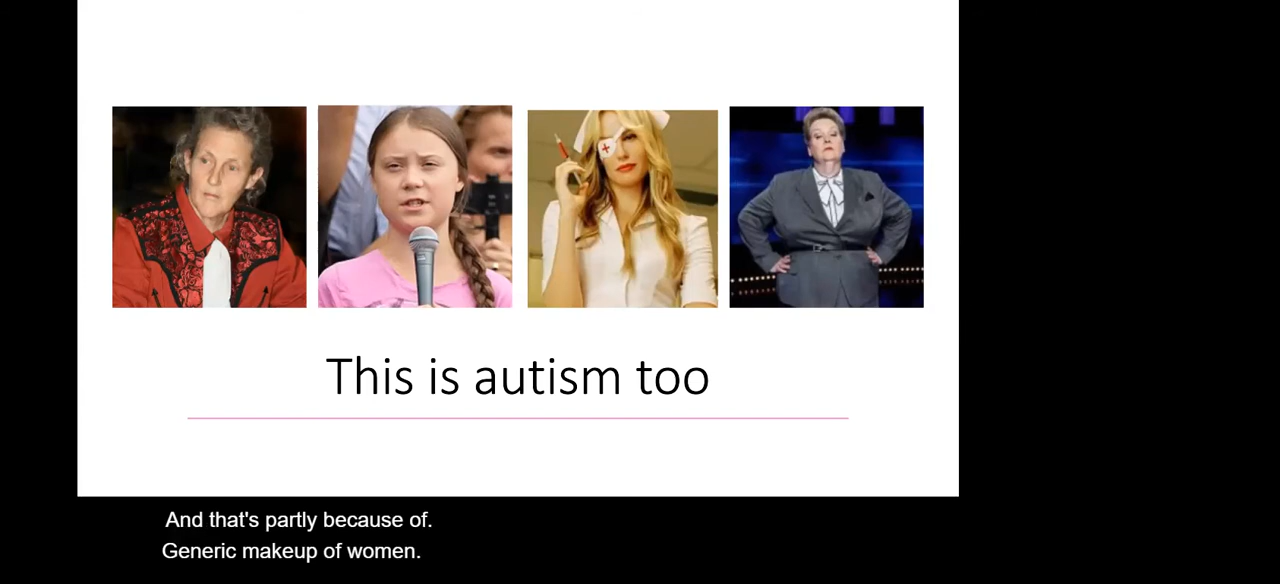 This is autism too
And that's partly because of.
Generic makeup of women.